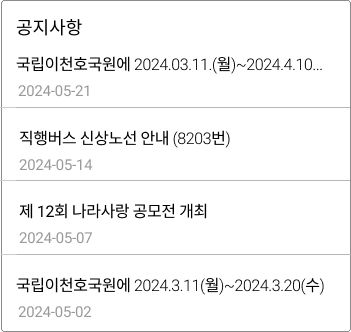 공지사항
국립이천호국원에 2024.03.11.(월)~2024.4.10...
2024-05-21
직행버스 신상노선 안내 (8203번)
2024-05-14
제 12회 나라사랑 공모전 개최
2024-05-07
국립이천호국원에 2024.3.11(월)~2024.3.20(수)
2024-05-02